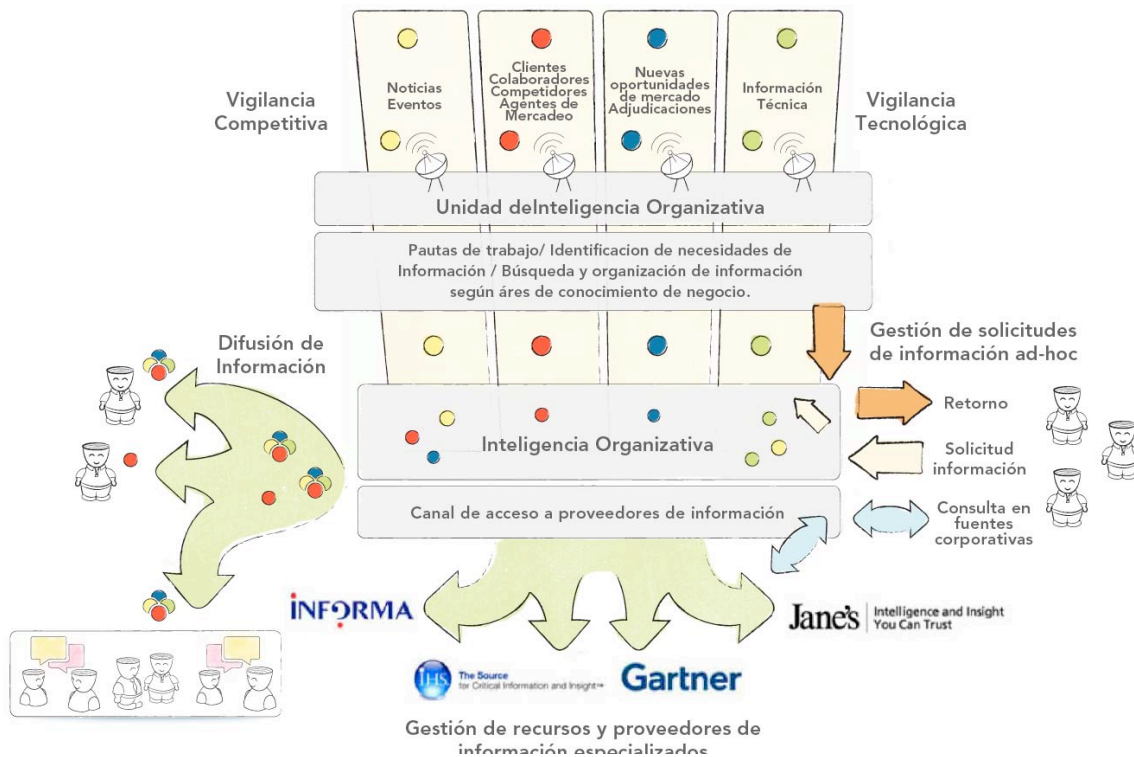 Vigilancia
Competitiva
Noticias
Eventos
Clientes
Colaboradores
Competidores
Agentes de
Mercadeo
Nuevas
oportunidades
de mercado
Adjudicaciones
Información
Técnica
Vigilancia
Tecnológica
Unidad deInteligencia Organizativa
Pautas de trabajo/ Identificacion de necesidades de
Información / Búsqueda y organización de información
según áres de conocimiento de negocio.
Difusión de
Información
Gestión de solicitudes
de información ad-hoc
Retorno
Inteligencia Organizativa
Solicitud
información
Canal de acceso a proveedores de información
Consulta en
fuentes
corporativas
INFORMA
Jane's
Intelligence and Insight
You Can Trust
IHS
The Source
for Critical Information and Insight™
Gartner
Gestión de recursos y proveedores de
información especializados